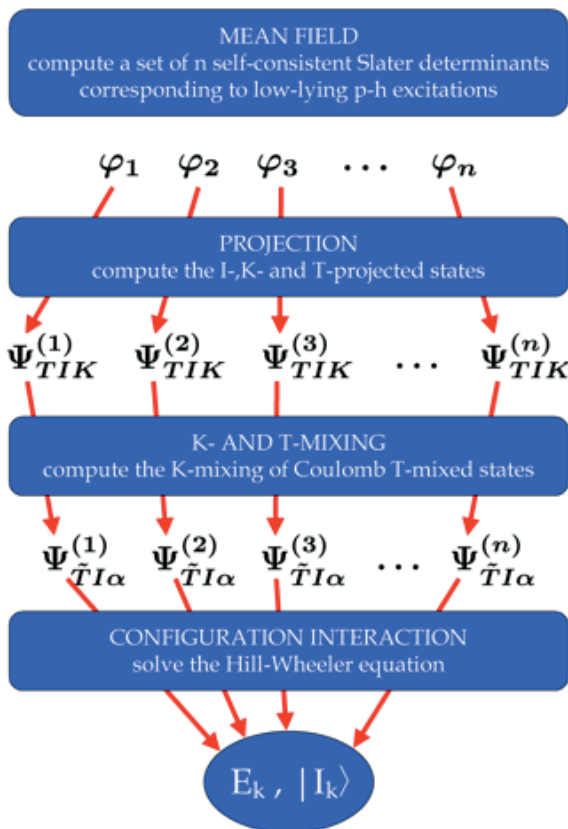 MEAN FIELD
compute a set of n self-consistent Slater determinants
corresponding to low-lying p-h excitations
φ₁ φ₂ φ₃ ... φₙ
PROJECTION
compute the I-,K- and T-projected states
Ψ^{(1)}_{TIK} Ψ^{(2)}_{TIK} Ψ^{(3)}_{TIK} ... Ψ^{(n)}_{TIK}
K- AND T-MIXING
compute the K-mixing of Coulomb T-mixed states
Ψ^{(1)}_{T̃Iα} Ψ^{(2)}_{T̃Iα} Ψ^{(3)}_{T̃Iα} ... Ψ^{(n)}_{T̃Iα}
CONFIGURATION INTERACTION
solve the Hill-Wheeler equation
Eₖ , |Iₖ⟩